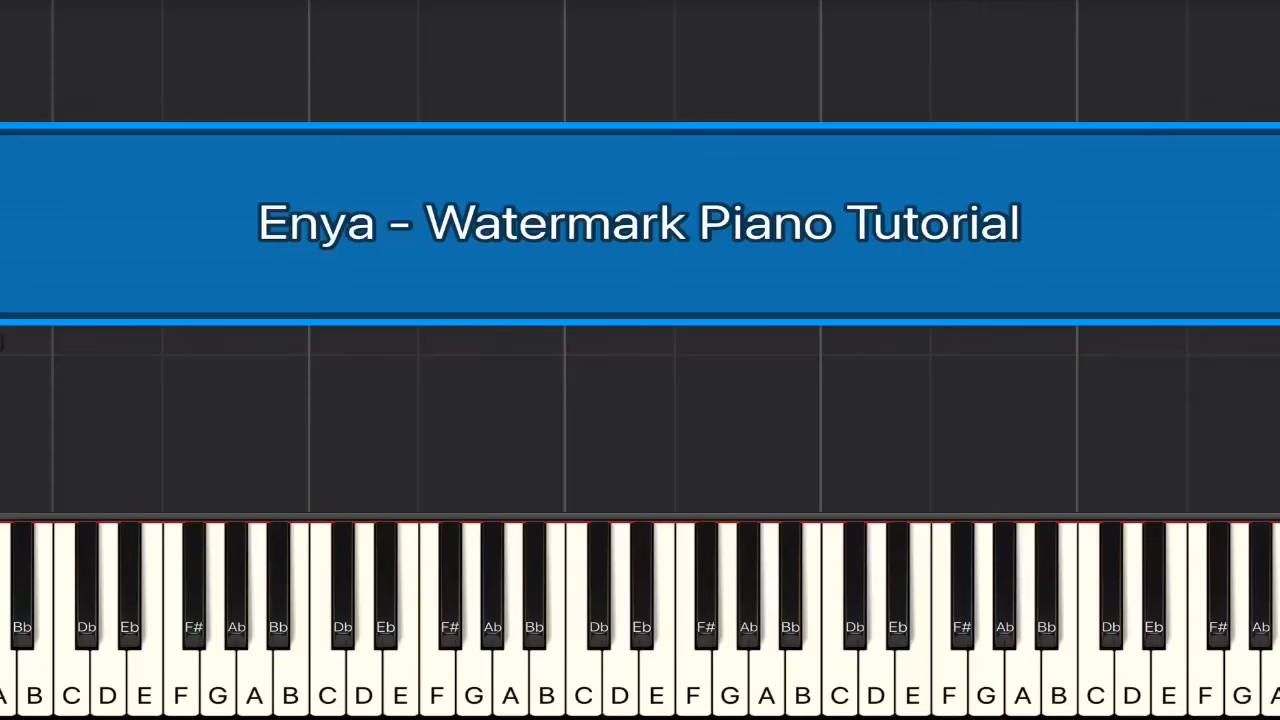 Enya - Watermark Piano Tutorial
Bb Db Eb F# Ab Bb Db Eb F# Ab Bb Db Eb F# Ab Bb Db Eb F# Ab Bb Db Eb F# Ab
A B C D E F G A B C D E F G A B C D E F G A B C D E F G A B C D E F G A